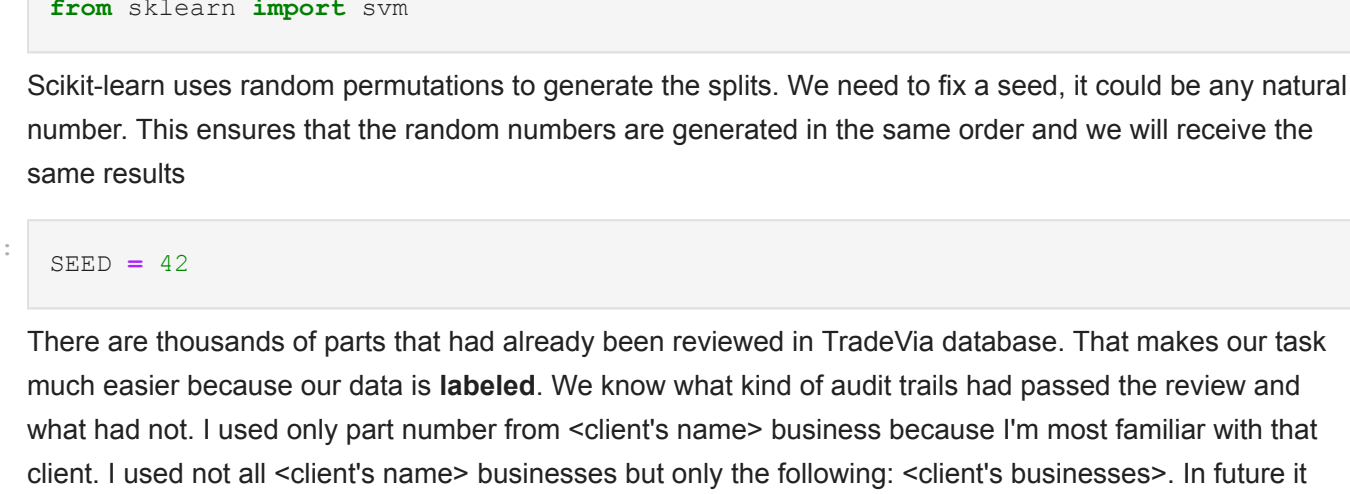 from sklearn import svm
Scikit-learn uses random permutations to generate the splits. We need to fix a seed, it could be any natural
number. This ensures that the random numbers are generated in the same order and we will receive the
same results
:
SEED = 42
There are thousands of parts that had already been reviewed in TradeVia database. That makes our task
much easier because our data is labeled. We know what kind of audit trails had passed the review and
what had not. I used only part number from <client's name> business because I'm most familiar with that
client. I used not all <client's name> businesses but only the following: <client's businesses>. In future it